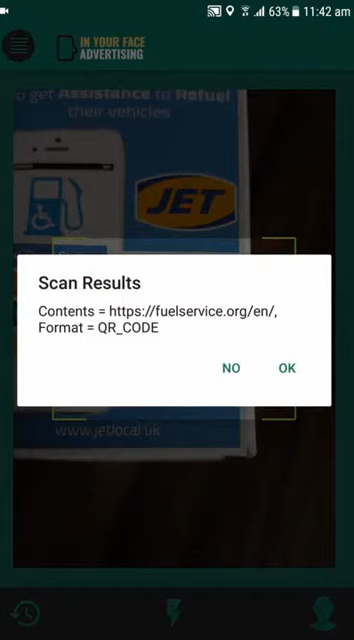 63% 11:42 am
IN YOUR FACE
ADVERTISING
to get Assistance to Refuel
their vehicles
JET
Scan Results
Contents = https://fuelservice.org/en/,
Format = QR_CODE
NO OK
www.jetlocal.uk